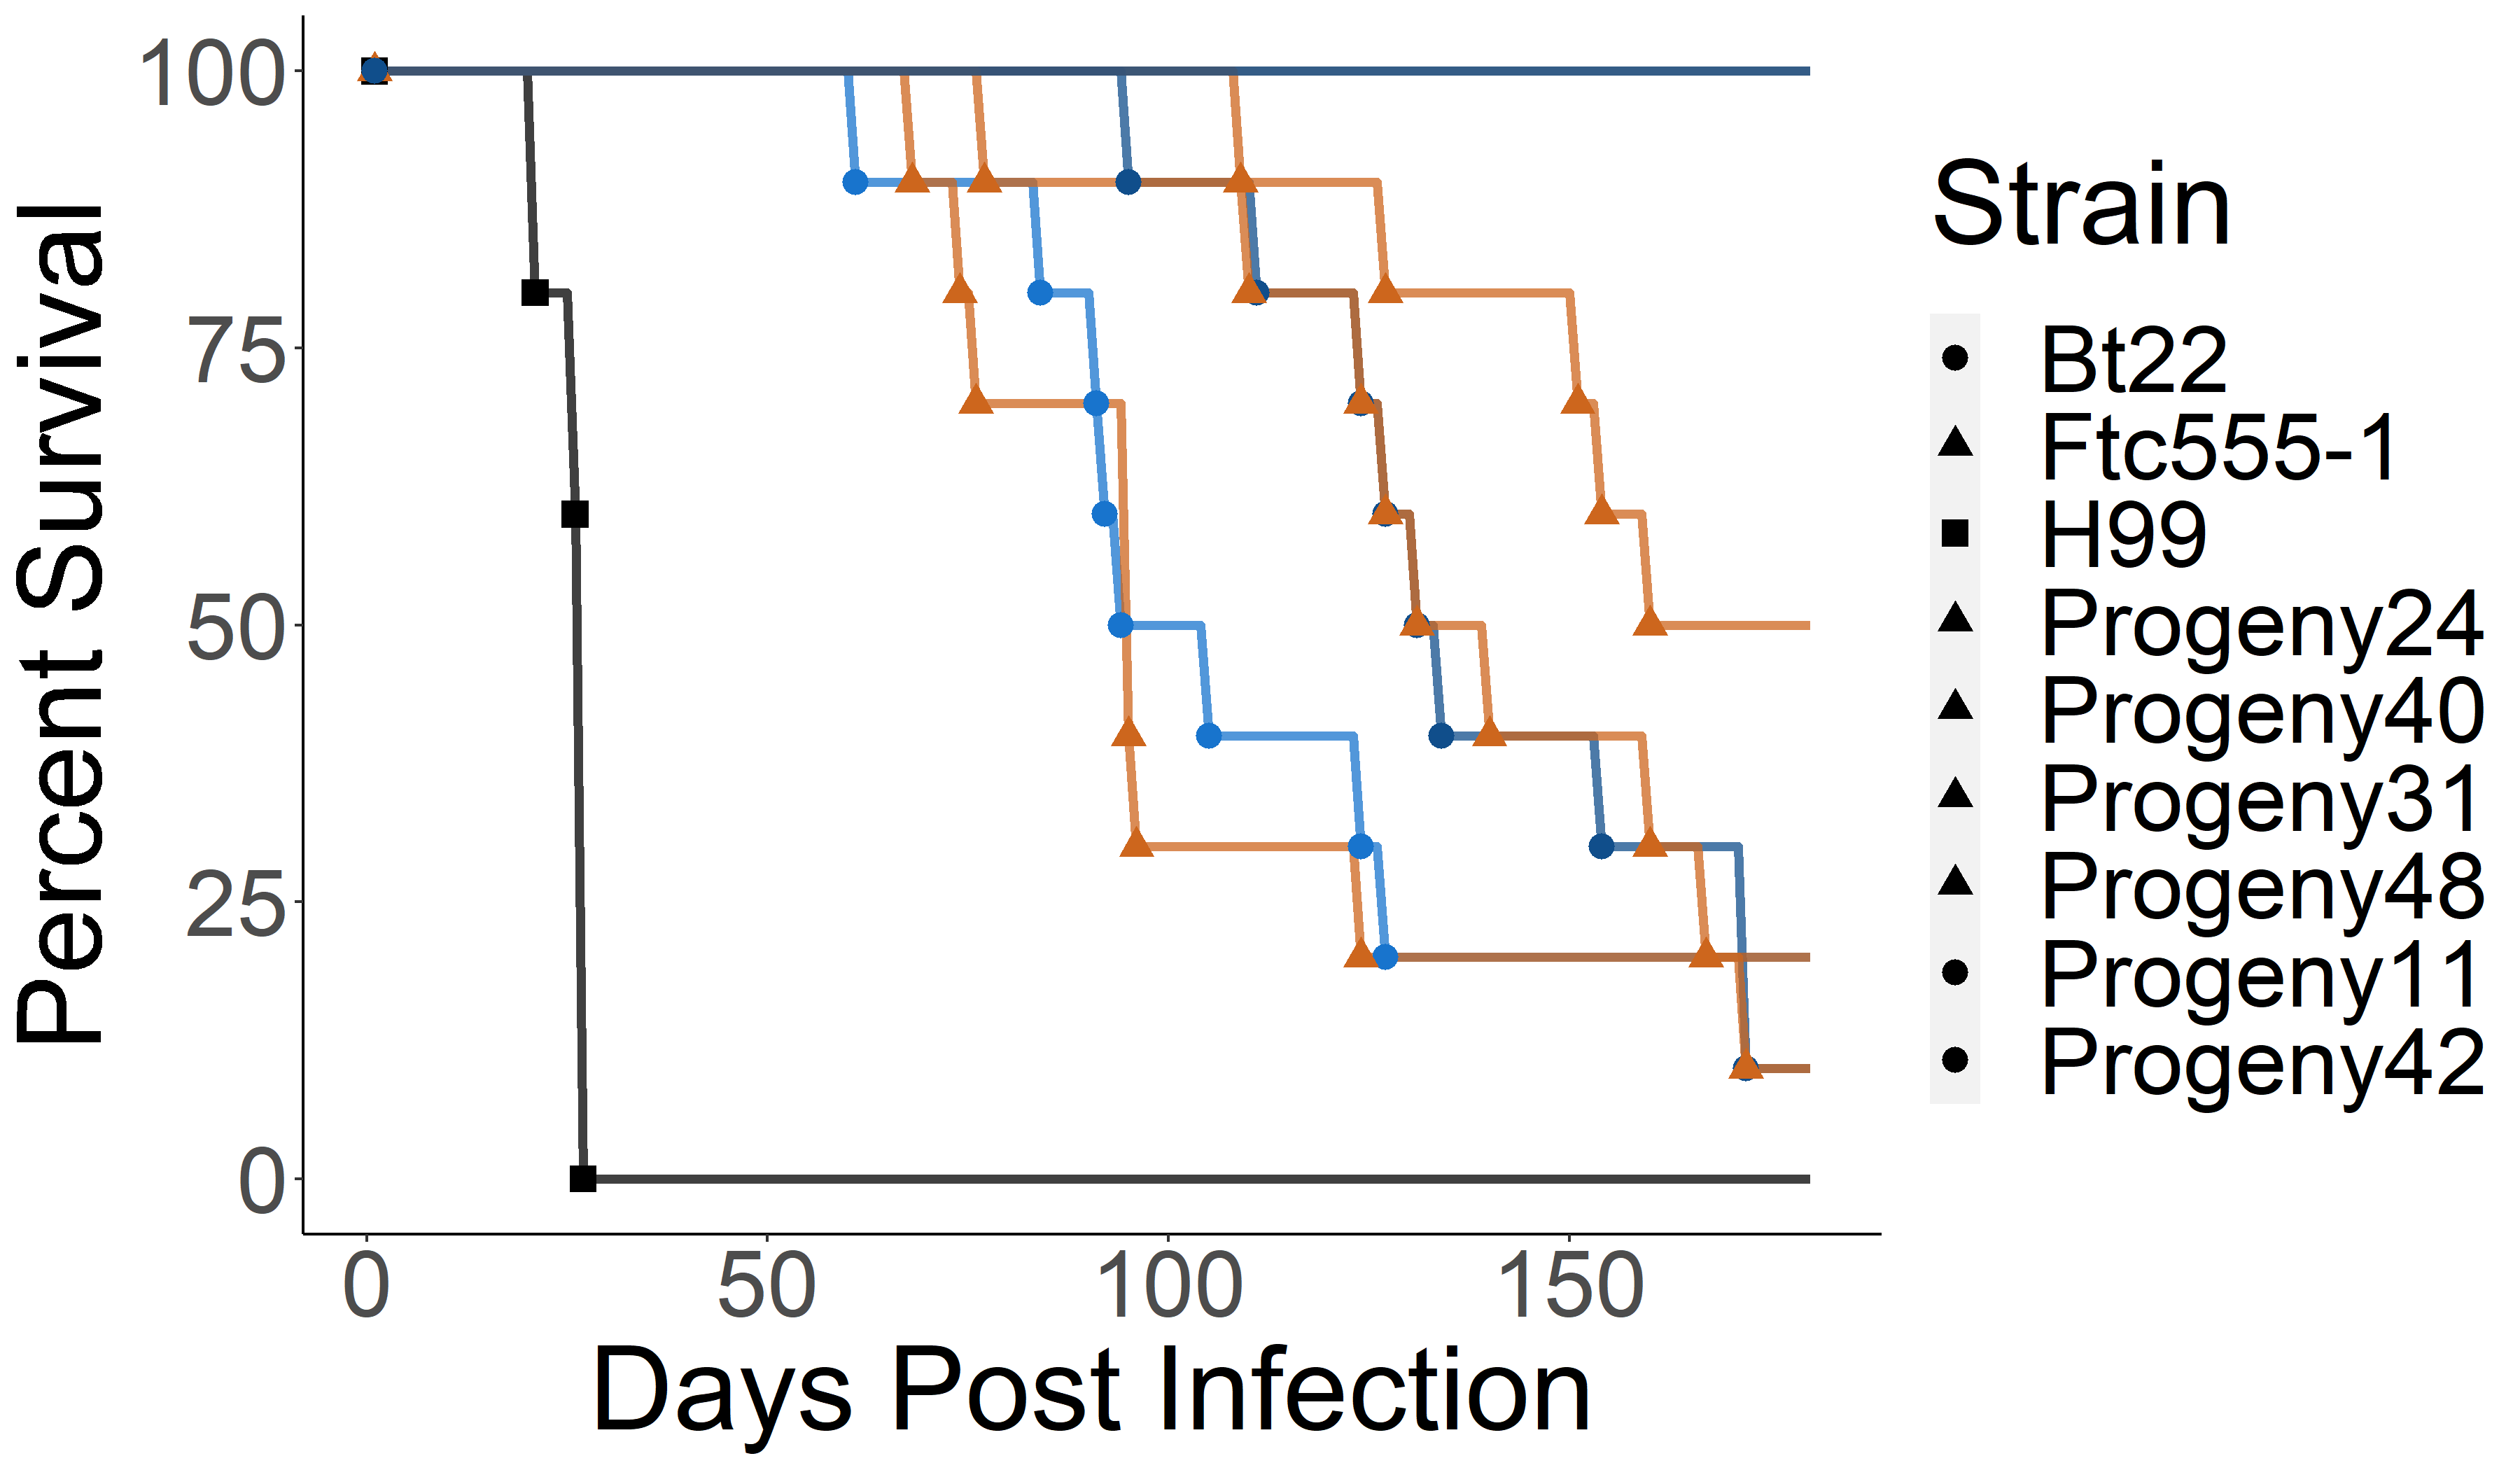 Percent Survival
100
75
50
25
0
0 50 100 150
Days Post Infection
Strain
Bt22
Ftc555-1
H99
Progeny24
Progeny40
Progeny31
Progeny48
Progeny11
Progeny42